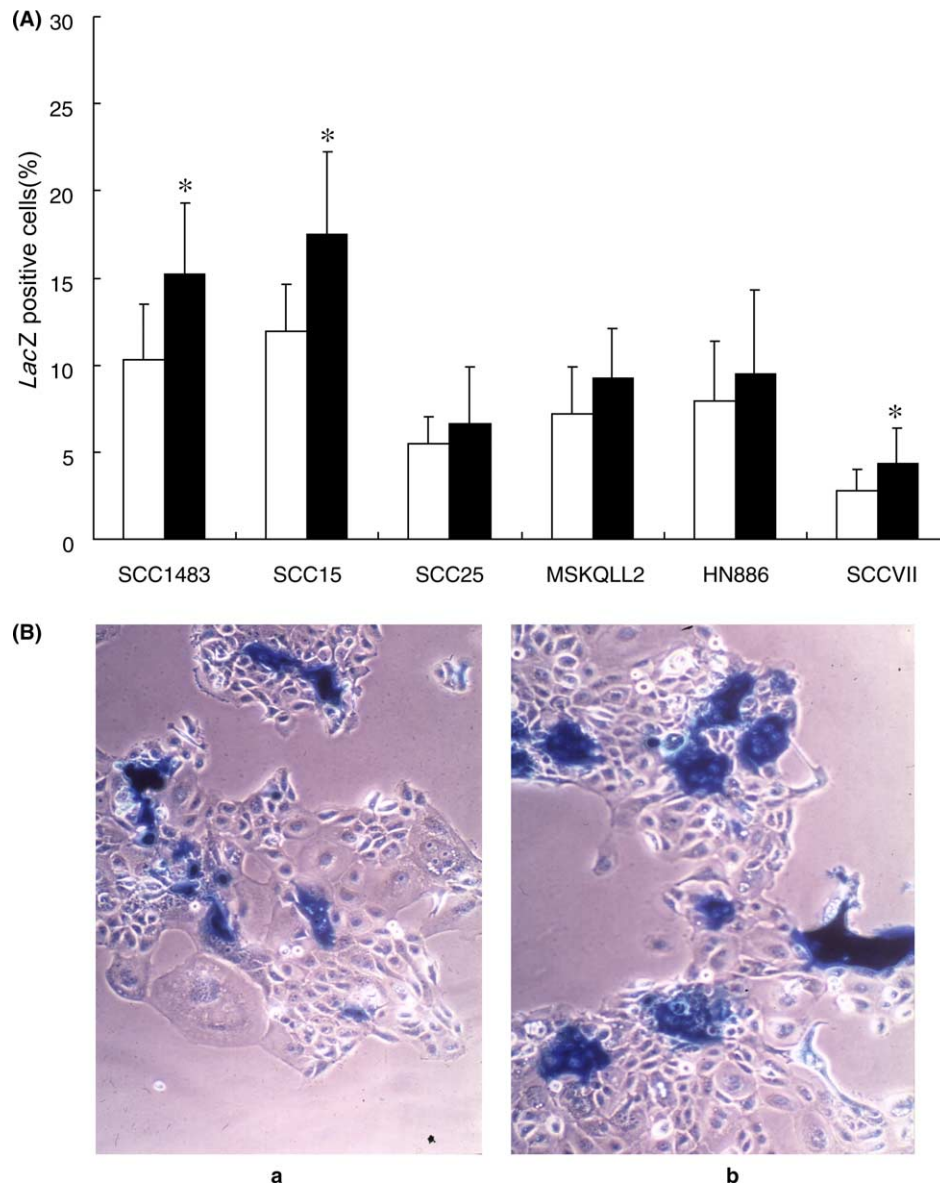 (A)
30
25
20
15
10
5
0
LacZ positive cells(%)
* * *
SCC1483 SCC15 SCC25 MSKQLL2 HN886 SCCVII
(B)
a b